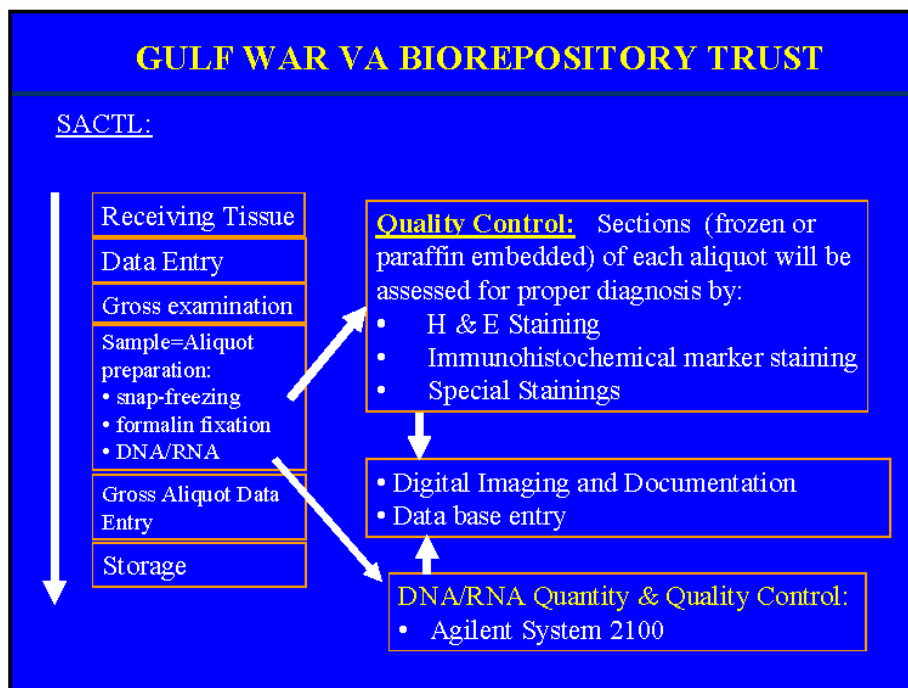 GULF WAR VA BIOREPOSITORY TRUST
SACTL:
Receiving Tissue
Data Entry
Gross examination
Sample=Aliquot
preparation:
• snap-freezing
• formalin fixation
• DNA/RNA
Gross Aliquot Data
Entry
Storage
Quality Control: Sections (frozen or
paraffin embedded) of each aliquot will be
assessed for proper diagnosis by:
• H & E Staining
• Immunohistochemical marker staining
• Special Stainings
• Digital Imaging and Documentation
• Data base entry
DNA/RNA Quantity & Quality Control:
• Agilent System 2100